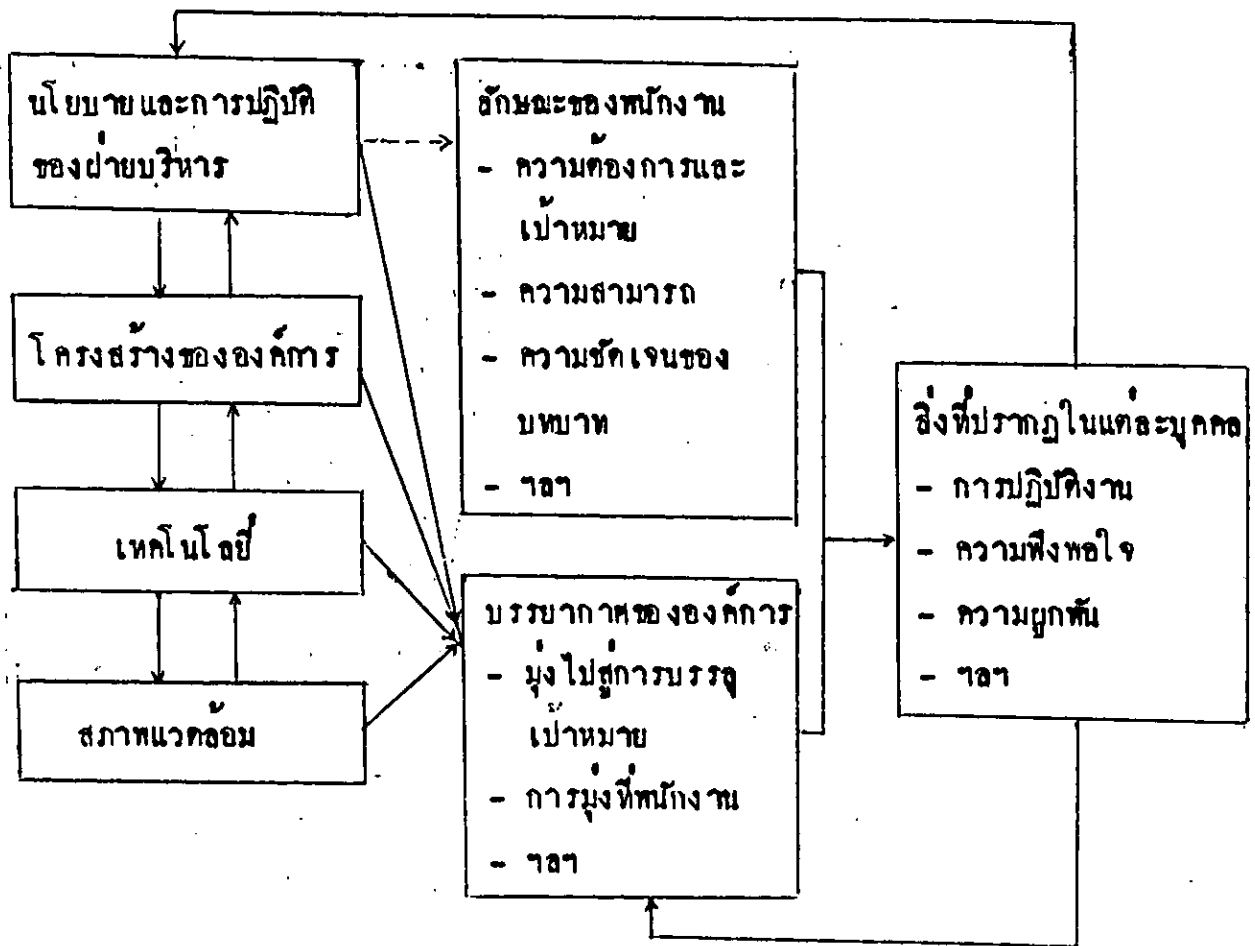 นโยบายและการปฏิบัติ
ของฝ่ายบริหาร
โครงสร้างขององค์การ
เทคโนโลยี่
สภาพแวดล้อม
ลักษณะของพนักงาน
- ความต้องการและ
เป้าหมาย
- ความสามารถ
- ความชัดเจนของ
บทบาท
- ฯลฯ
บรรยากาศขององค์การ
- มุ่งไปสู่การบรรลุ
เป้าหมาย
- การมุ่งที่พนักงาน
- ฯลฯ
สิ่งที่ปรากฏในแต่ละบุคคล
- การปฏิบัติงาน
- ความพึงพอใจ
- ความผูกพัน
- ฯลฯ